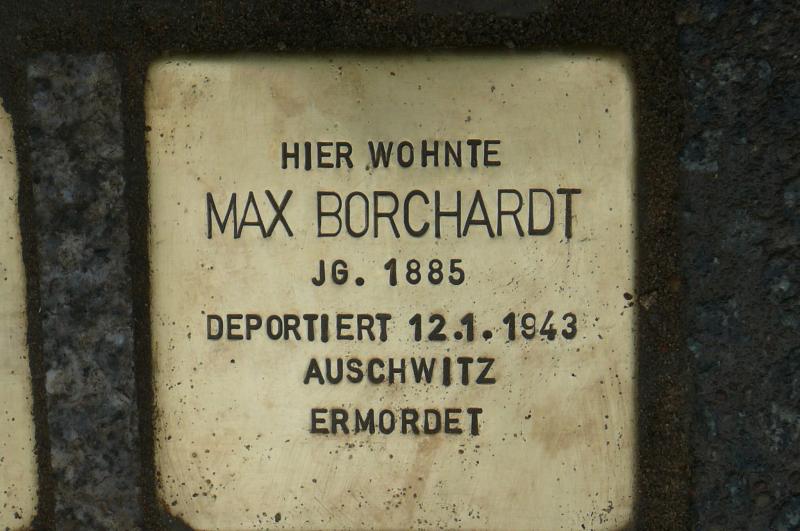 HIER WOHNTE
MAX BORCHARDT
JG. 1885
DEPORTIERT 12.1.1943
AUSCHWITZ
ERMORDET